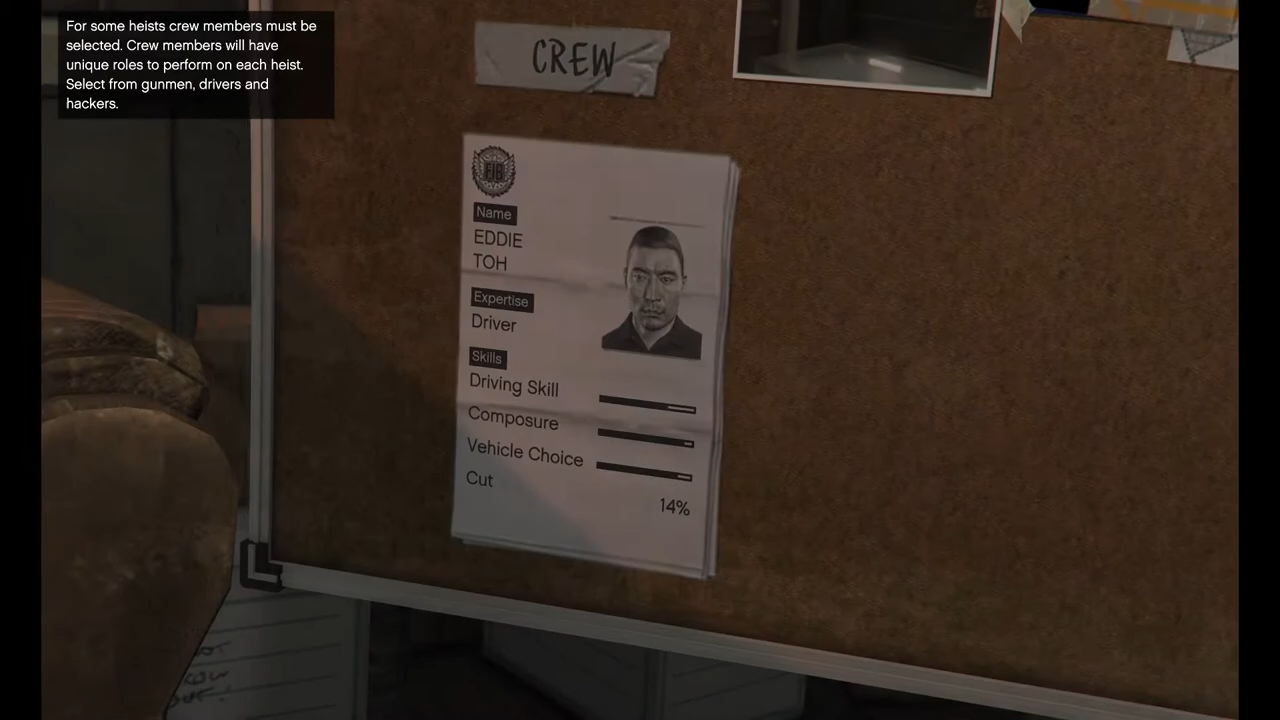 For some heists crew members must be
selected. Crew members will have
unique roles to perform on each heist.
Select from gunmen, drivers and
hackers.
CREW
FIB
Name
EDDIE
TOH
Expertise
Driver
Skills
Driving Skill
Composure
Vehicle Choice
Cut
14%